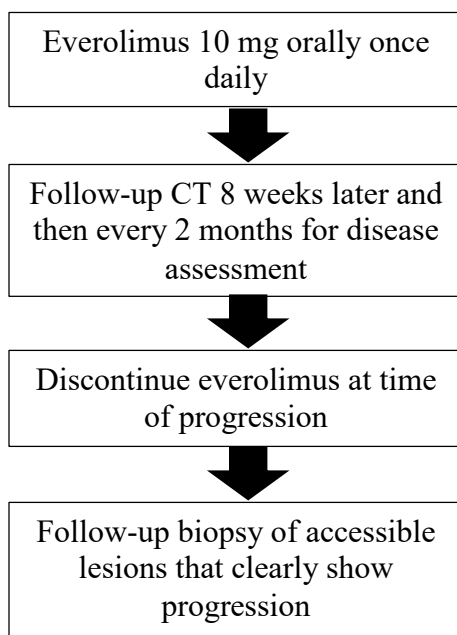 Everolimus 10 mg orally once
daily
Follow-up CT 8 weeks later and
then every 2 months for disease
assessment
Discontinue everolimus at time
of progression
Follow-up biopsy of accessible
lesions that clearly show
progression